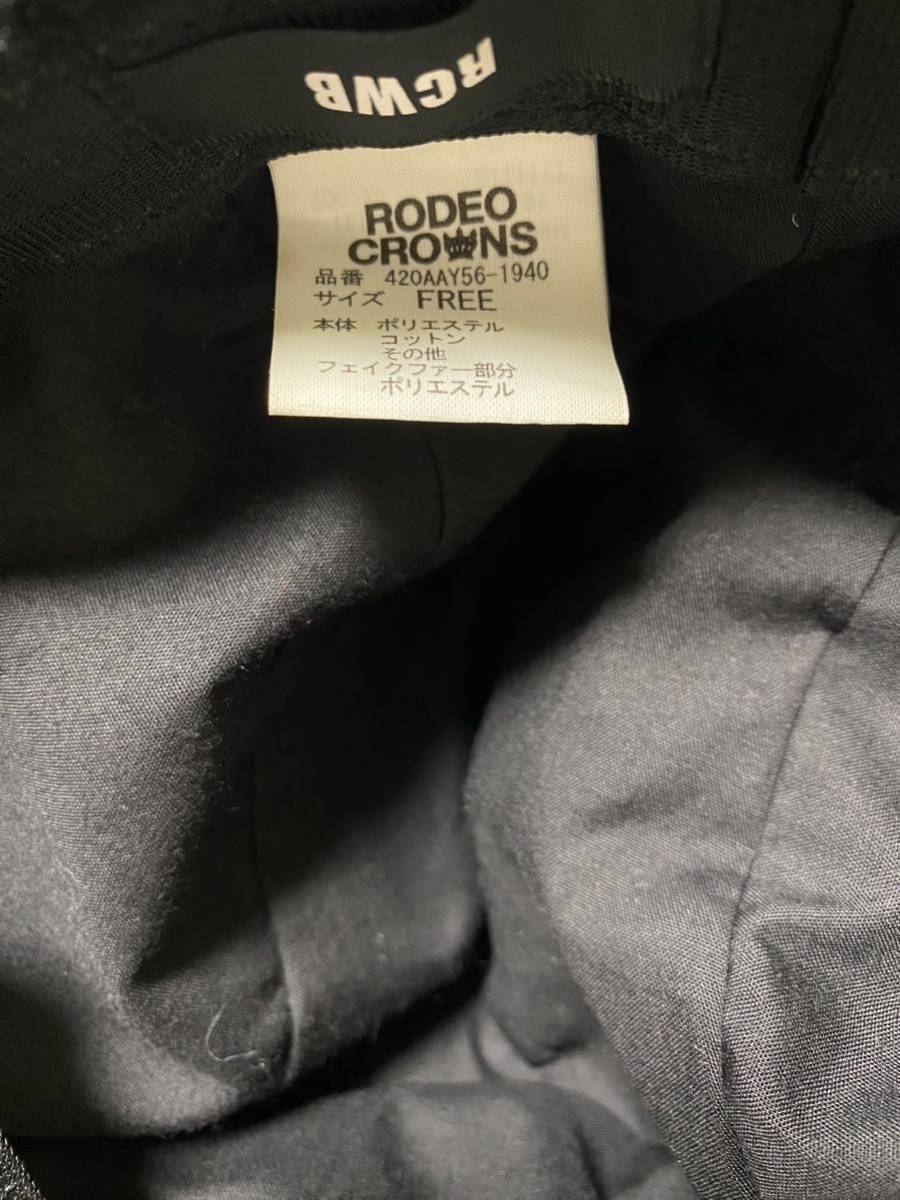 RCWB
RODEO
CROWNS
品番 420AAY56-1940
サイズ FREE
本体 ポリエステル
コットン
その他
フェイクファー部分
ポリエステル